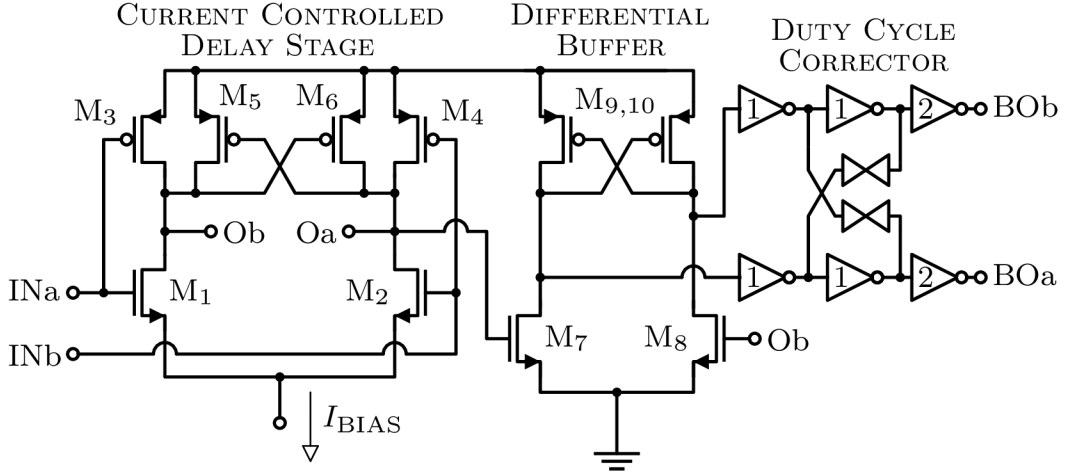 CURRENT CONTROLLED
DELAY STAGE
DIFFERENTIAL
BUFFER
DUTY CYCLE
CORRECTOR
M3
M5
M6
M4
M9,10
1
1
2
BOb
Ob
Oa
INa
M1
M2
1
1
2
BOa
INb
M7
M8
Ob
IBIAS